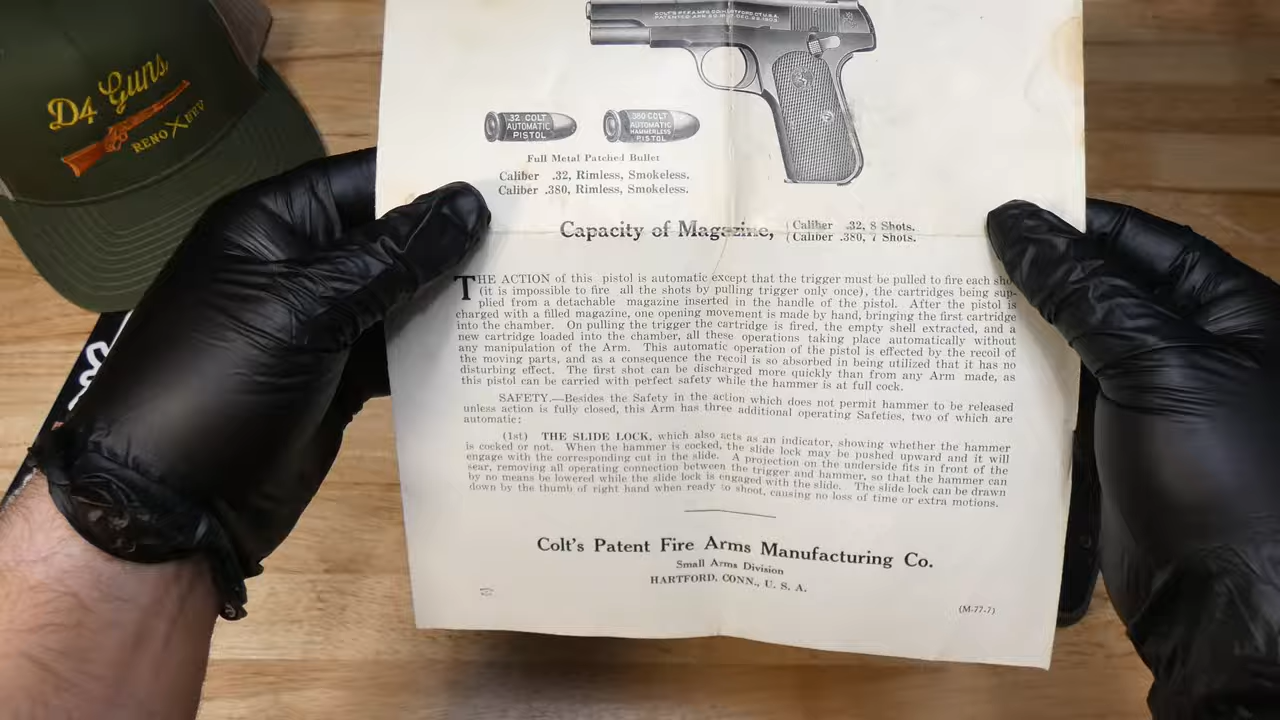 D4 Guns
RENO NEV
COLT'S PT. F.A. MFG. CO. HARTFORD, CT. U.S.A.
.32 COLT
AUTOMATIC
PISTOL
380 COLT
AUTOMATIC
HAMMERLESS
PISTOL
Full Metal Patched Bullet
Caliber .32, Rimless, Smokeless.
Caliber .380, Rimless, Smokeless.
Capacity of Magazine,
Caliber .32, 8 Shots.
Caliber .380, 7 Shots.
THE ACTION of this pistol is automatic except that the trigger must be pulled to fire each sho
(it is impossible to fire all the shots by pulling trigger only once), the cartridges being sup-
plied from a detachable magazine inserted in the handle of the pistol. After the pistol is
charged with a filled magazine, one opening movement is made by hand, bringing the first cartridge
into the chamber. On pulling the trigger the cartridge is fired, the empty shell extracted, and a
new cartridge loaded into the chamber, all these operations taking place automatically without
any manipulation of the Arm. This automatic operation of the pistol is effected by the recoil of
the moving parts, and as a consequence the recoil is so absorbed in being utilized that it has no
disturbing effect. The first shot can be discharged more quickly than from any Arm made, as
this pistol can be carried with perfect safety while the hammer is at full cock.
SAFETY.—Besides the Safety in the action which does not permit hammer to be released
unless action is fully closed, this Arm has three additional operating Safeties, two of which are
automatic:
(1st) THE SLIDE LOCK, which also acts as an indicator, showing whether the hammer
is cocked or not. When the hammer is cocked, the slide lock may be pushed upward and it will
engage with the corresponding cut in the slide. A projection on the underside fits in front of the
sear, removing all operating connection between the trigger and hammer, so that the hammer can
by no means be lowered while the slide lock is engaged with the slide. The slide lock can be drawn
down by the thumb of right hand when ready to shoot, causing no loss of time or extra motions.
Colt's Patent Fire Arms Manufacturing Co.
Small Arms Division
HARTFORD, CONN., U. S. A.
(M-77-7)